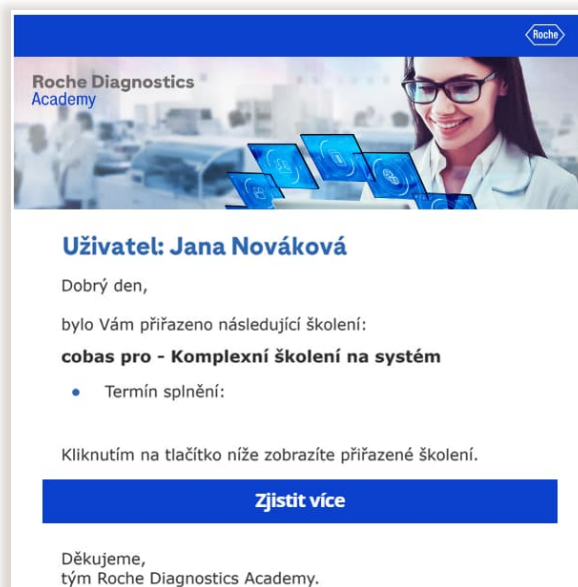 Roche
Roche Diagnostics
Academy
Uživatel: Jana Nováková
Dobrý den,
bylo Vám přiřazeno následující školení:
cobas pro - Komplexní školení na systém
• Termín splnění:
Kliknutím na tlačítko níže zobrazíte přiřazené školení.
Zjistit více
Děkujeme,
tým Roche Diagnostics Academy.